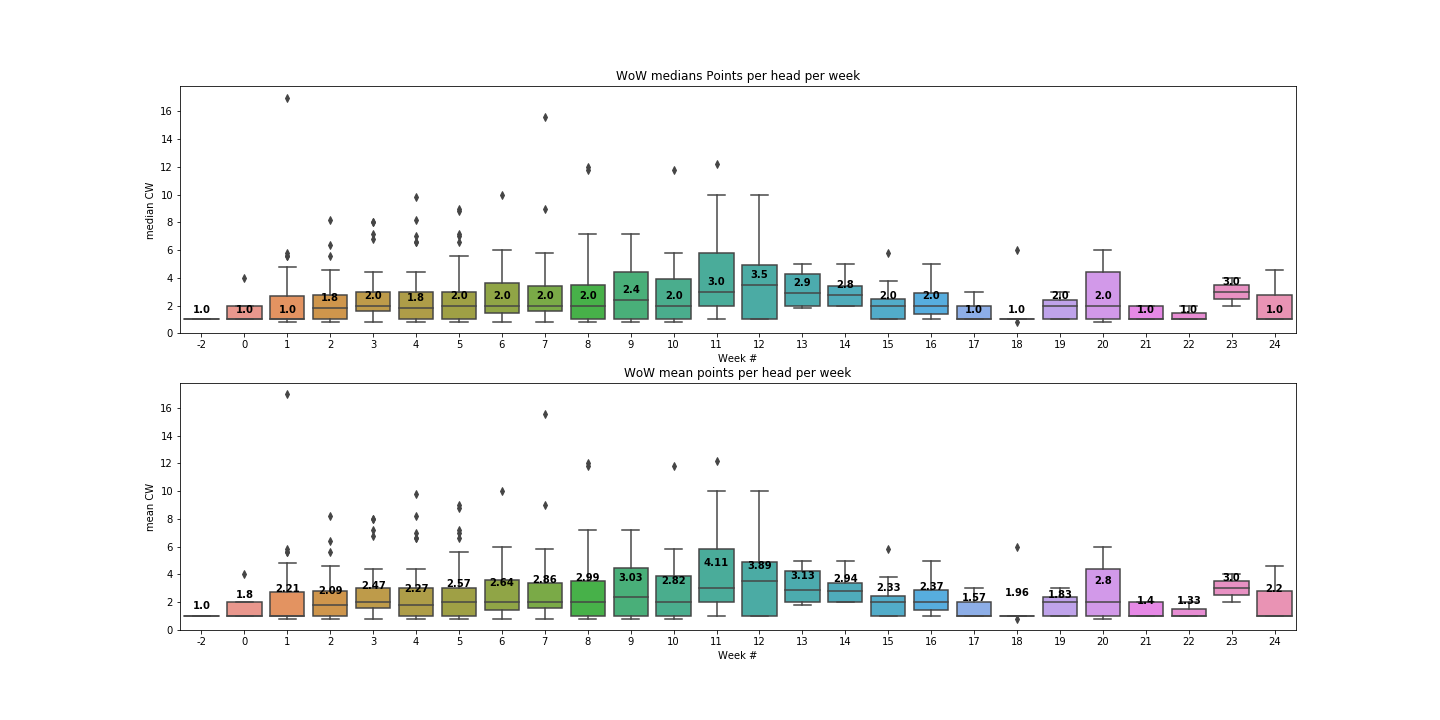 WoW medians Points per head per week
16
14
12
10
8
6
4
2
0
median CW
1.0 1.0 1.0 1.8 2.0 1.8 2.0 2.0 2.0 2.0 2.4 2.0 3.0 3.5 2.9 2.8 2.0 2.0 1.0 1.0 2.0 2.0 1.0 1.0 3.0 1.0
-2 0 1 2 3 4 5 6 7 8 9 10 11 12 13 14 15 16 17 18 19 20 21 22 23 24
Week #
WoW mean points per head per week
16
14
12
10
8
6
4
2
0
mean CW
1.0 1.8 2.21 2.09 2.47 2.27 2.57 2.64 2.86 2.99 3.03 2.82 4.11 3.89 3.13 2.94 2.33 2.37 1.57 1.96 1.83 2.8 1.4 1.33 3.0 2.2
-2 0 1 2 3 4 5 6 7 8 9 10 11 12 13 14 15 16 17 18 19 20 21 22 23 24
Week #